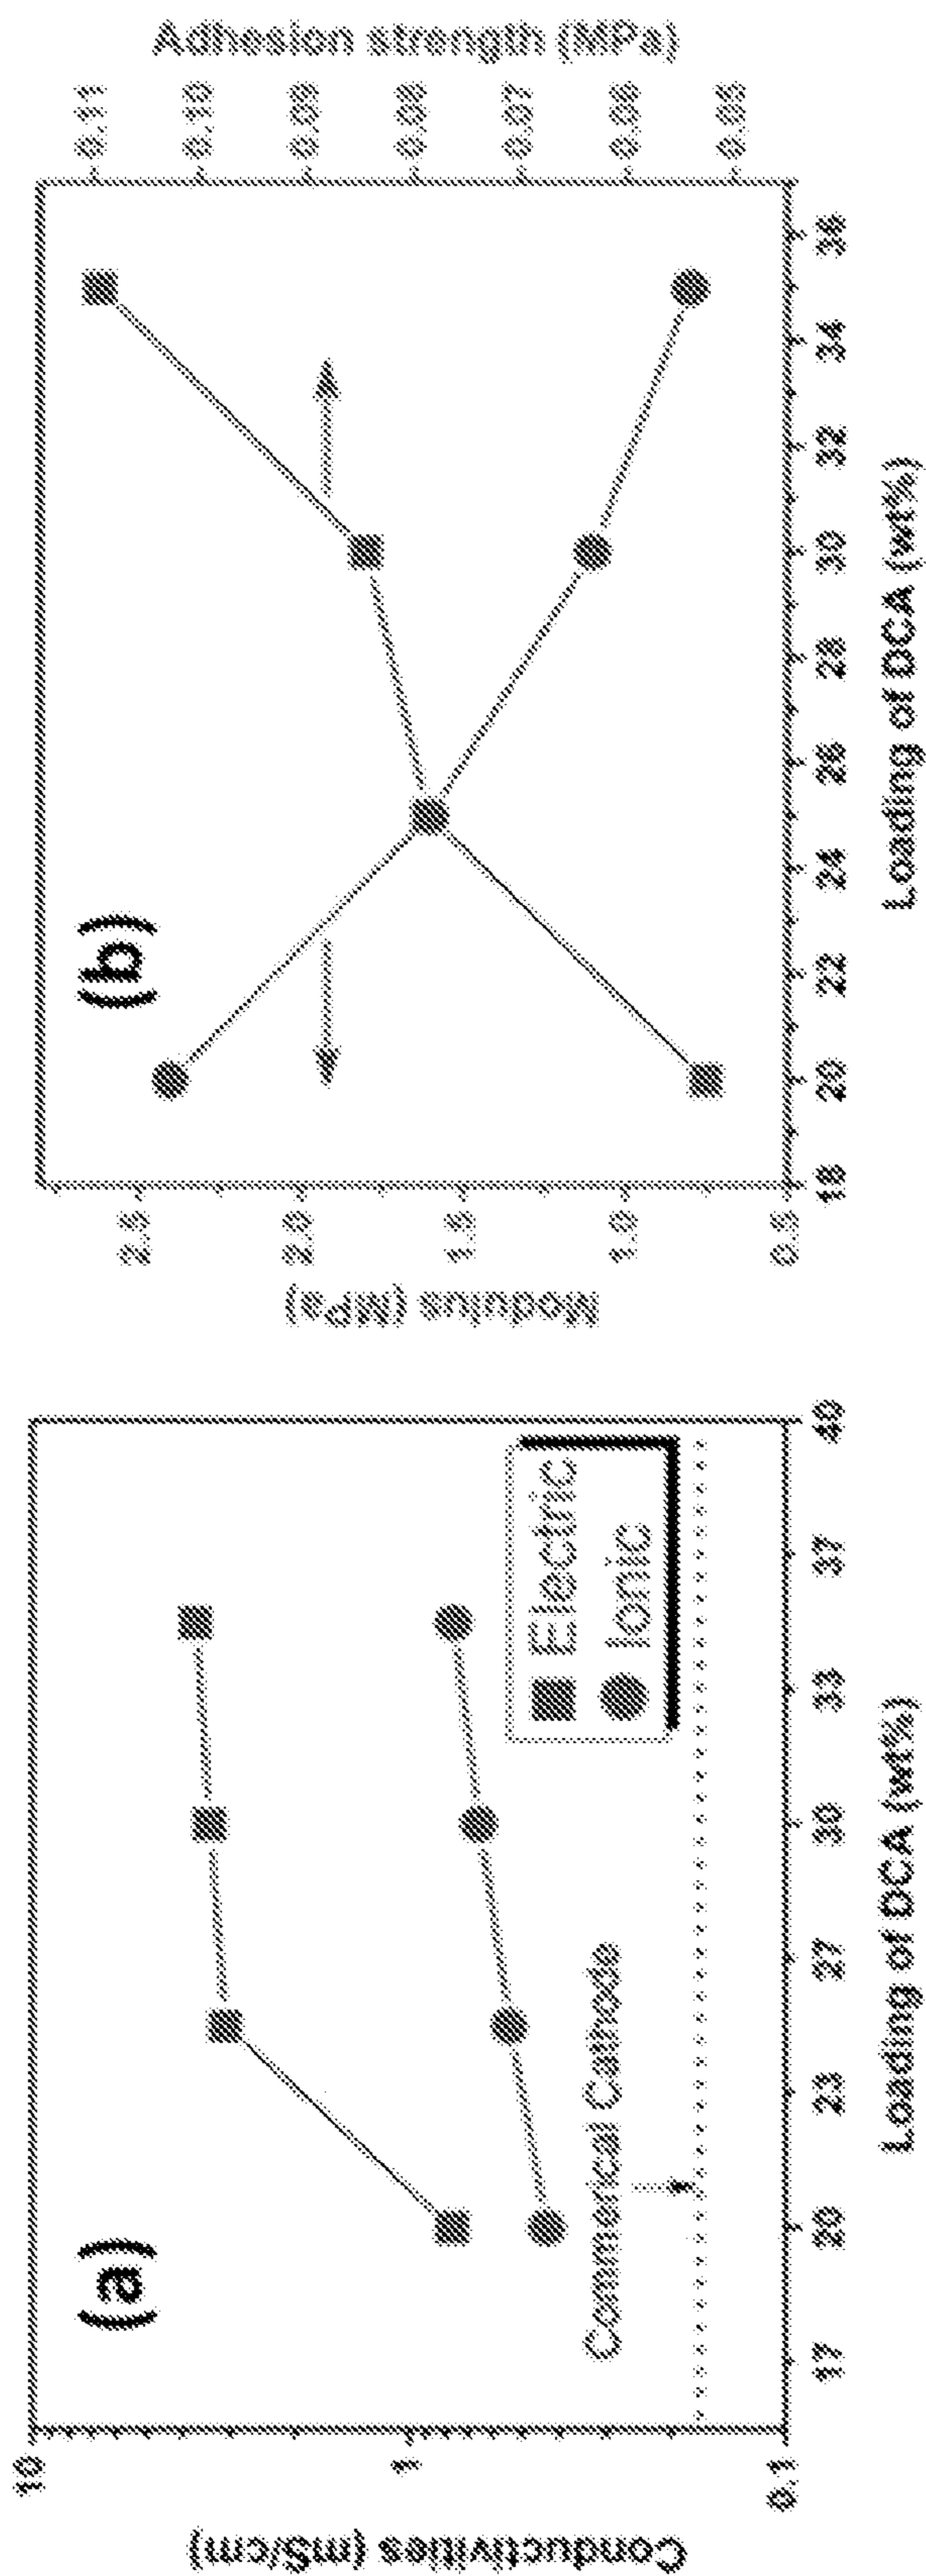 (a)
Conductivities (mS/cm)
10
1
0.1
Electric
Ionic
Commerical Cathode
17 20 23 27 30 33 37 40
Loading of DCA (wt%)
(b)
Modulus (MPa)
2.5
2.0
1.5
1.0
0.5
Adhesion strength (MPa)
0.11
0.10
0.09
0.08
0.07
0.06
0.05
18 20 22 24 26 28 30 32 34 36
Loading of DCA (wt%)